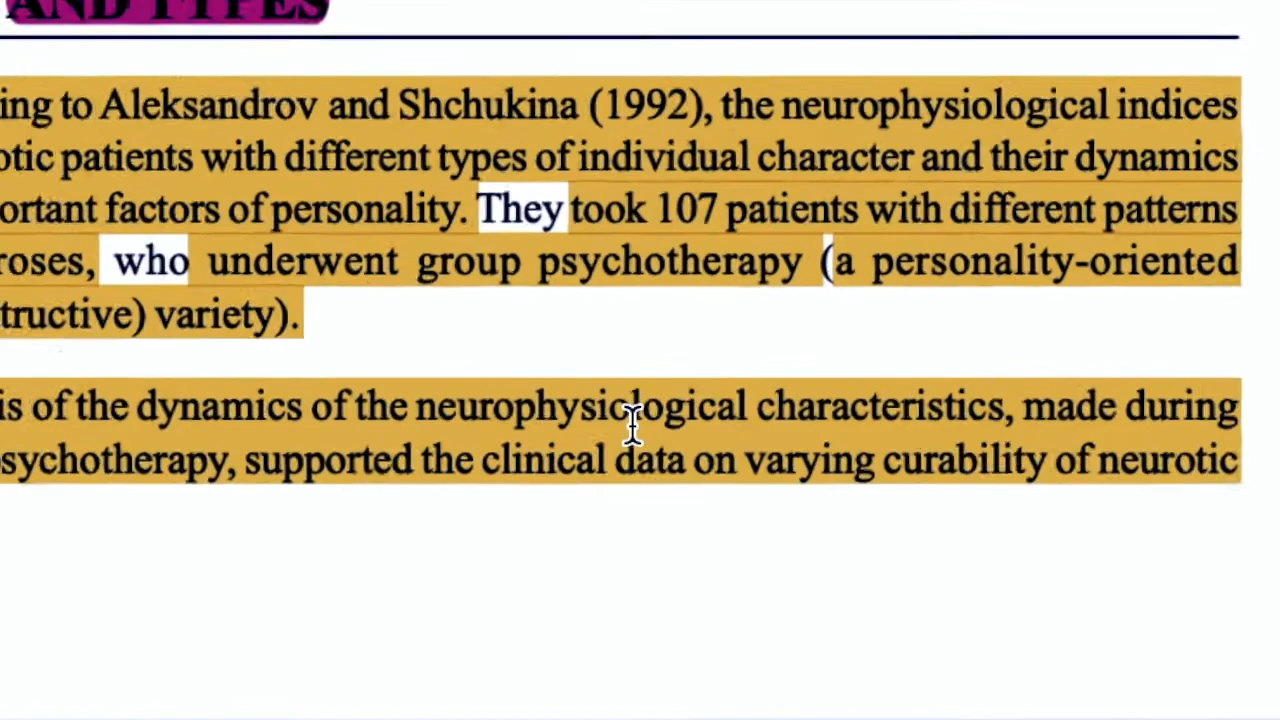 AND TYPES
ing to Aleksandrov and Shchukina (1992), the neurophysiological indices
otic patients with different types of individual character and their dynamics
ortant factors of personality. They took 107 patients with different patterns
roses, who underwent group psychotherapy (a personality-oriented
tructive) variety).
is of the dynamics of the neurophysiological characteristics, made during
sychotherapy, supported the clinical data on varying curability of neurotic